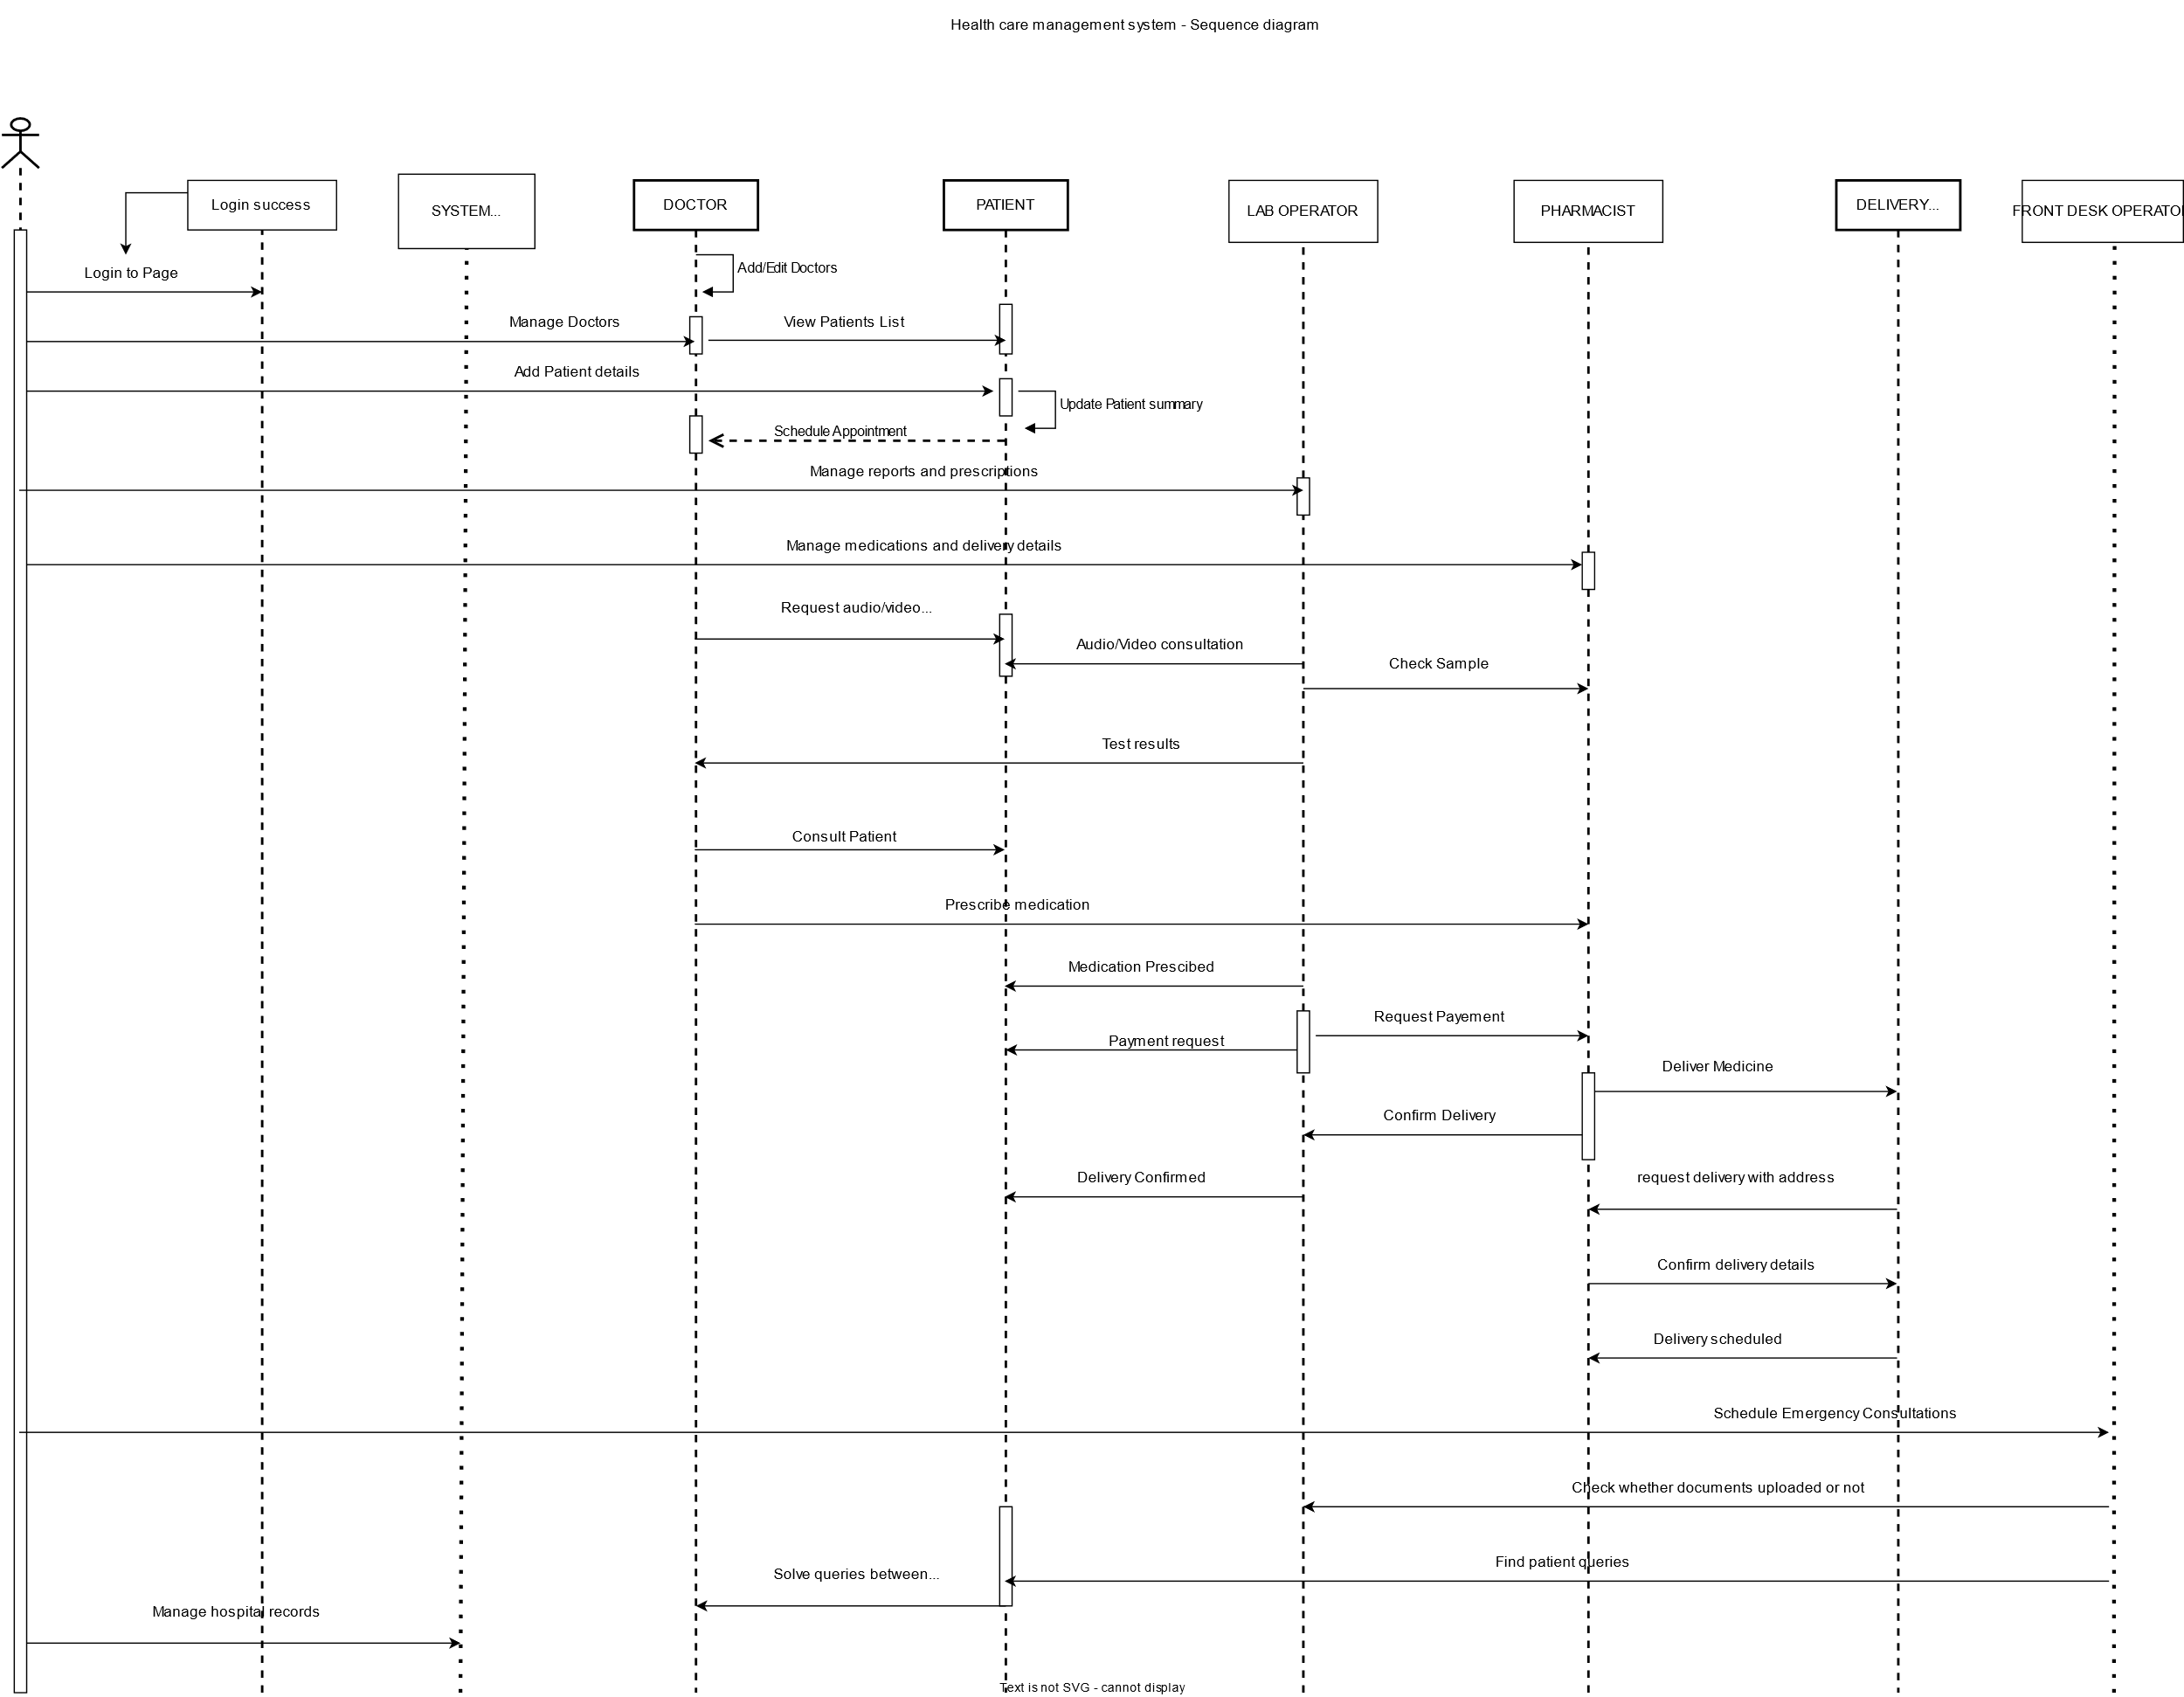 Health care management system - Sequence diagram
Login success
SYSTEM...
DOCTOR
PATIENT
LAB OPERATOR
PHARMACIST
DELIVERY...
FRONT DESK OPERATOR
Login to Page
Add/Edit Doctors
Manage Doctors
View Patients List
Add Patient details
Update Patient summary
Schedule Appointment
Manage reports and prescriptions
Manage medications and delivery details
Request audio/video...
Audio/Video consultation
Check Sample
Test results
Consult Patient
Prescribe medication
Medication Prescibed
Request Payement
Payment request
Deliver Medicine
Confirm Delivery
Delivery Confirmed
request delivery with address
Confirm delivery details
Delivery scheduled
Schedule Emergency Consultations
Check whether documents uploaded or not
Find patient queries
Solve queries between...
Manage hospital records
Text is not SVG - cannot display